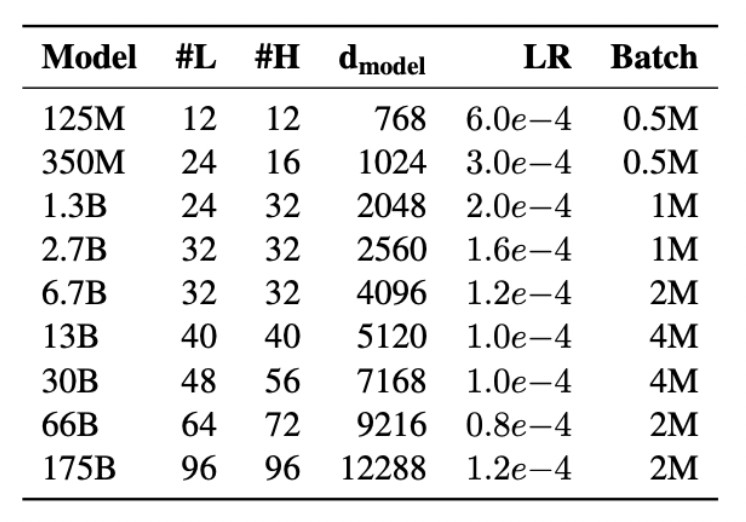 Model #L #H d_model LR Batch
125M 12 12 768 6.0e−4 0.5M
350M 24 16 1024 3.0e−4 0.5M
1.3B 24 32 2048 2.0e−4 1M
2.7B 32 32 2560 1.6e−4 1M
6.7B 32 32 4096 1.2e−4 2M
13B 40 40 5120 1.0e−4 4M
30B 48 56 7168 1.0e−4 4M
66B 64 72 9216 0.8e−4 2M
175B 96 96 12288 1.2e−4 2M